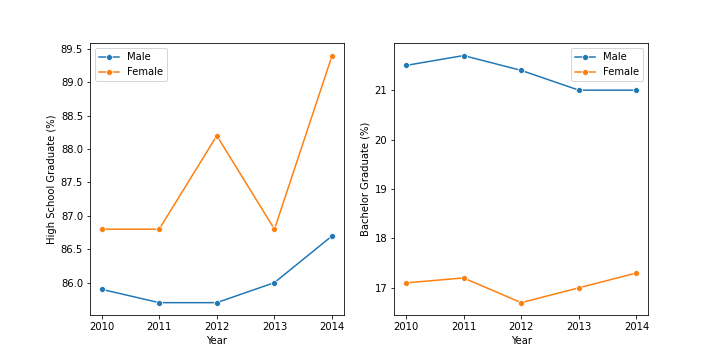 Male
Female
89.5
89.0
88.5
88.0
87.5
87.0
86.5
86.0
High School Graduate (%)
2010 2011 2012 2013 2014
Year
Male
Female
21
20
19
18
17
Bachelor Graduate (%)
2010 2011 2012 2013 2014
Year